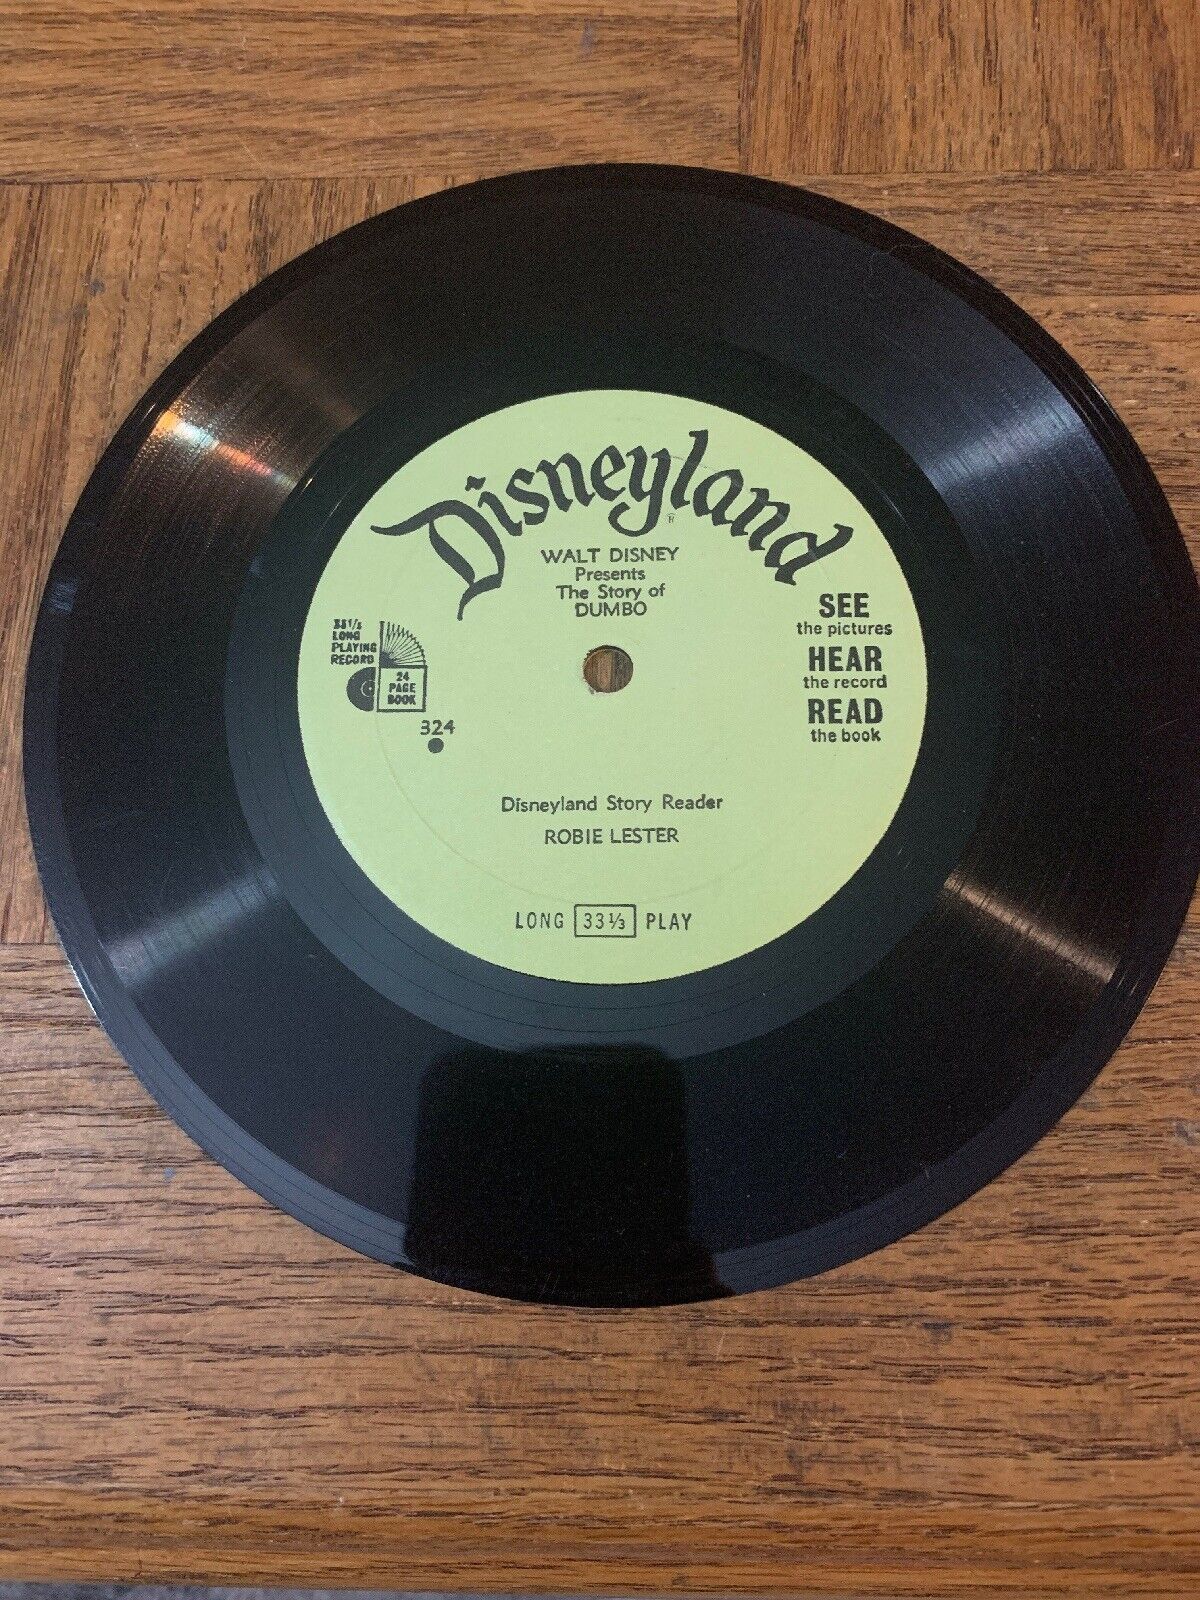 Disneyland
®
WALT DISNEY
Presents
The Story of
DUMBO
33⅓
LONG
PLAYING
RECORD
24
PAGE
BOOK
324
SEE
the pictures
HEAR
the record
READ
the book
Disneyland Story Reader
ROBIE LESTER
LONG 33⅓ PLAY